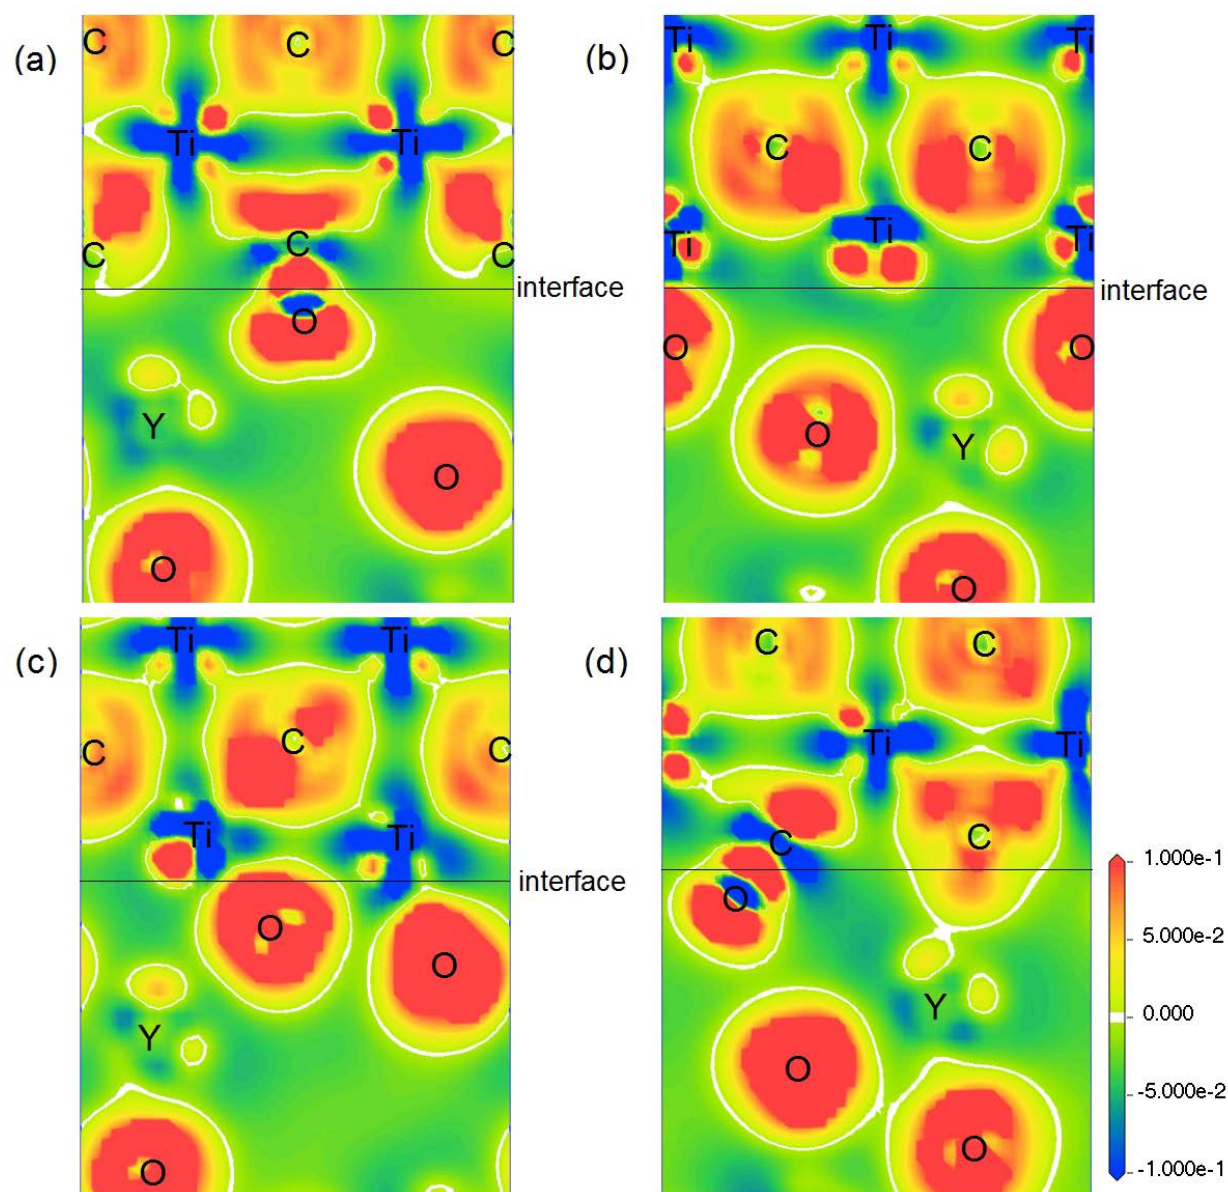 (a)
C C C
Ti Ti
C C C
interface
O
Y
O
O
(b)
Ti Ti Ti
C C
Ti Ti Ti
interface
O O
O Y
O
(c)
Ti Ti
C C C
Ti Ti
interface
O O
Y
O
(d)
C C
Ti Ti
C C
O
Y
O
O
1.000e-1
5.000e-2
0.000
-5.000e-2
-1.000e-1